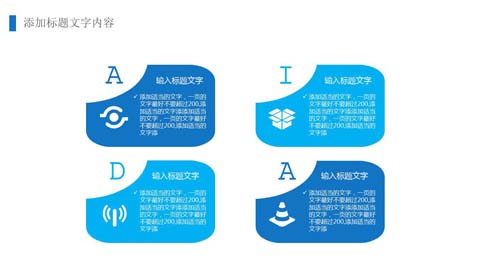 添加标题文字内容
A
输入标题文字
✓ 添加适当的文字，一页的
文字最好不要超过200,添
加适当的文字添加适当
的文字，一页的文字最好
不要超过200,添加适当的
文字添
I
输入标题文字
✓ 添加适当的文字，一页的
文字最好不要超过200,添
加适当的文字添加适当
的文字，一页的文字最好
不要超过200,添加适当的
文字添
D
输入标题文字
✓ 添加适当的文字，一页的
文字最好不要超过200,添
加适当的文字添添加适当
的文字，一页的文字最好
不要超过200,添加适当的
文字添
A
输入标题文字
✓ 添加适当的文字，一页的
文字最好不要超过200,添
加适当的文字添加适当
的文字，一页的文字最好
不要超过200,添加适当的
文字添